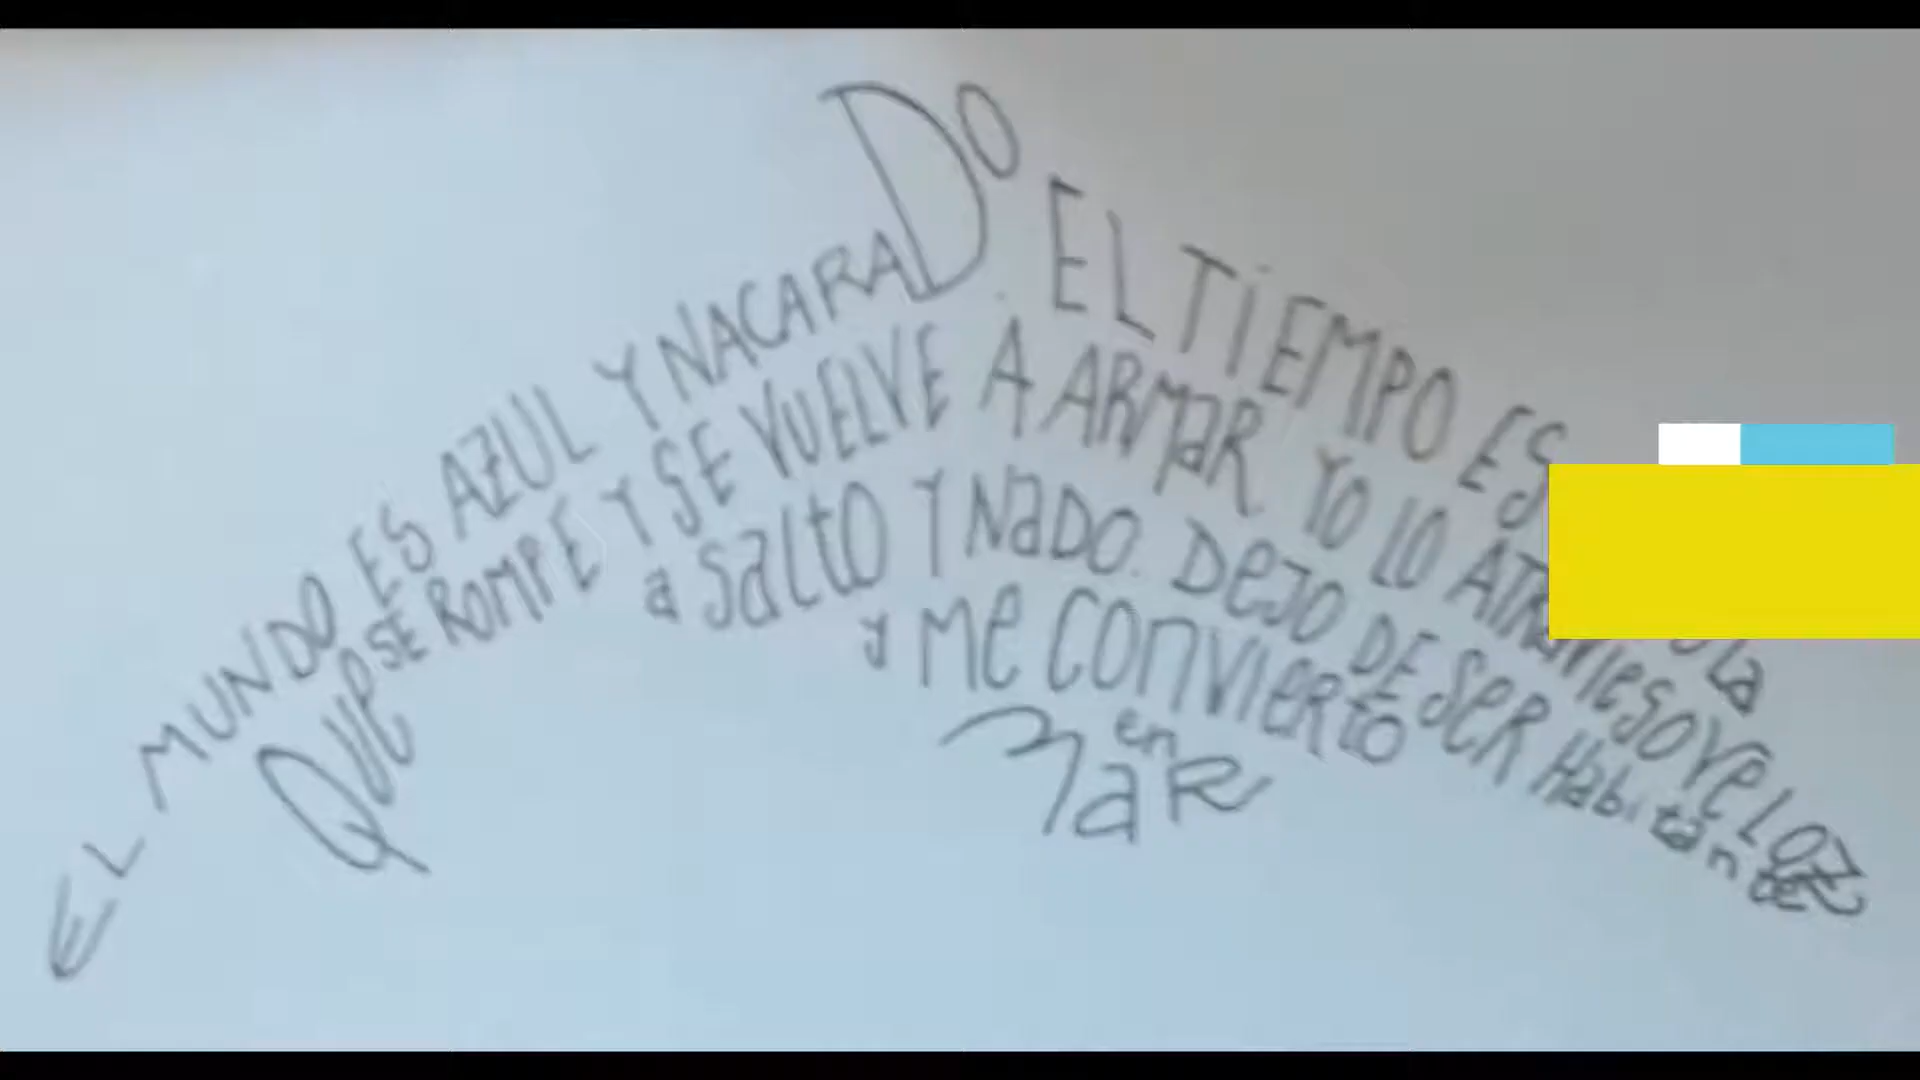 EL MUNDO ES AZUL Y NACARADO. EL TIEMPO ES la
QUE SE ROMPE Y SE VUELVE A ARMAR. YO LO ATRAVIESO VELOZ
a SaLtO Y NaDO. DeJO DE SER Habitante
y Me COnVIERtO
en
MaR